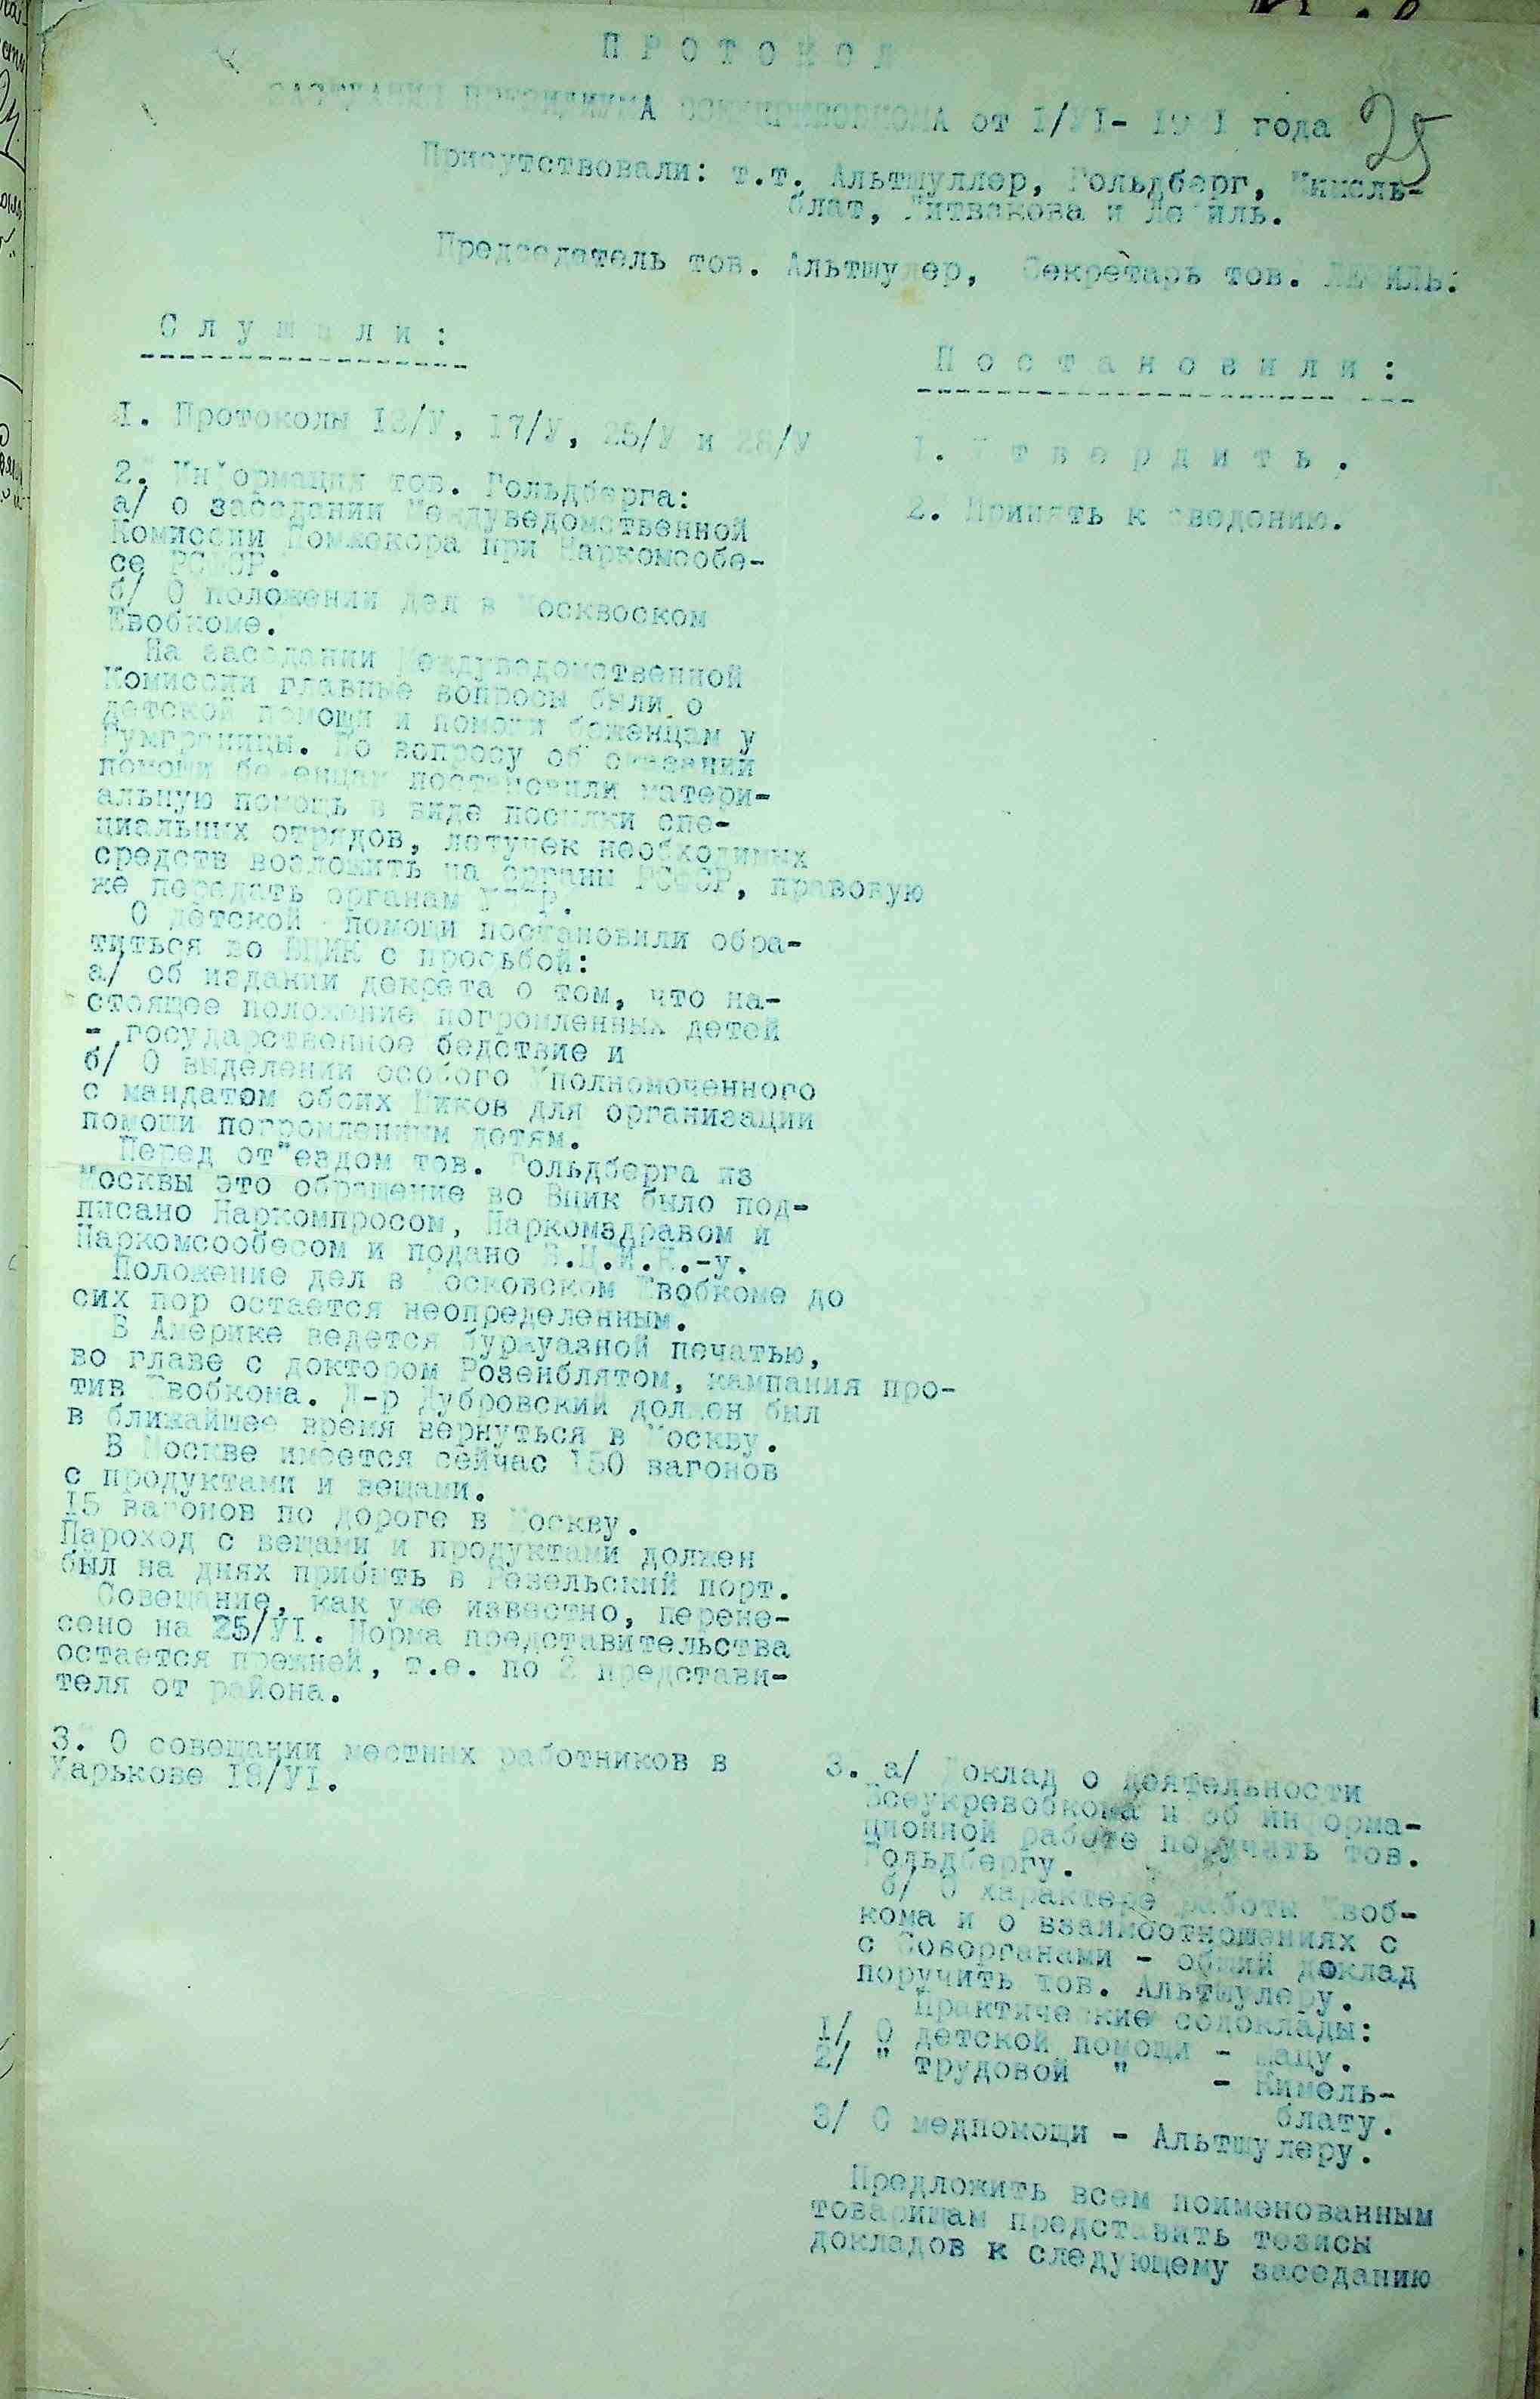 П Р О Т О К О Л
от I/УI- 1921 года
25
Присутствовали: т.т. Альтшуллер, Гольдберг, Кимель-
блат, Литвакова и
Председатель тов. Альтшулер, Секретарь тов.
С л у ш а л и :
1. Протоколы 13/У, 17/У, 25/У и 28/У
2. Информация тов. Гольдберга:
а/ о заседании Междуведомственной
Комиссии Помжекора при Наркомсобе-
се РСФСР.
б/ О положении дел в Москвоском
Евобкоме.
На заседании Междуведомственной
Комиссии главные вопросы были о
детской помощи и помощи беженцам у
Румграницы. По вопросу об оказании
помощи беженцам постановили матери-
альную помощь в виде посылки спе-
циальных отрядов, летучек необходимых
средств возложить на органы РСФСР, правовую
же передать органам УССР.
О детской помощи постановили обра-
титься во ВЦИК с просьбой:
а/ об издании декрета о том, что на-
стоящее положение погромленных детей
- государственное бедствие и
б/ О выделении особого Уполномоченного
с мандатом обоих Циков для организации
помощи погромленным детям.
Перед от"ездом тов. Гольдберга из
Москвы это обращение во Вцик было под-
писано Наркомпросом, Наркомздравом и
Наркомсообесом и подано В.Ц.И.К.-у.
Положение дел в Московском Евобкоме до
сих пор остается неопределенным.
В Америке ведется буржуазной печатью,
во главе с доктором Розенблятом, кампания про-
тив Евобкома. Д-р Дубровский должен был
в ближайшее время вернуться в Москву.
В Москве имеется сейчас 150 вагонов
с продуктами и вещами.
15 вагонов по дороге в Москву.
Пароход с вещами и продуктами должен
был на днях прибыть в Ревельский порт.
Совещание, как уже известно, перене-
сено на 25/УI. Норма представительства
остается прежней, т.е. по 2 представи-
теля от района.
3. О совещании местных работников в
Харькове 18/УI.
П о с т а н о в и л и :
1. У т в е р д и т ь .
2. Принять к сведению.
3. а/ Доклад о деятельности
Всеукревобкома и об информа-
ционной работе поручить тов.
Гольдбергу.
б/ О характере работы Евоб-
кома и о взаимоотношениях с
с Соворганами - общий доклад
поручить тов. Альтшулеру.
Практические содоклады:
1/ О детской помощи - Шацу.
2/ " трудовой " - Кимель-
блату.
3/ О медпомощи - Альтшулеру.
Предложить всем поименованным
товарищам представить тезисы
докладов к следующему заседанию